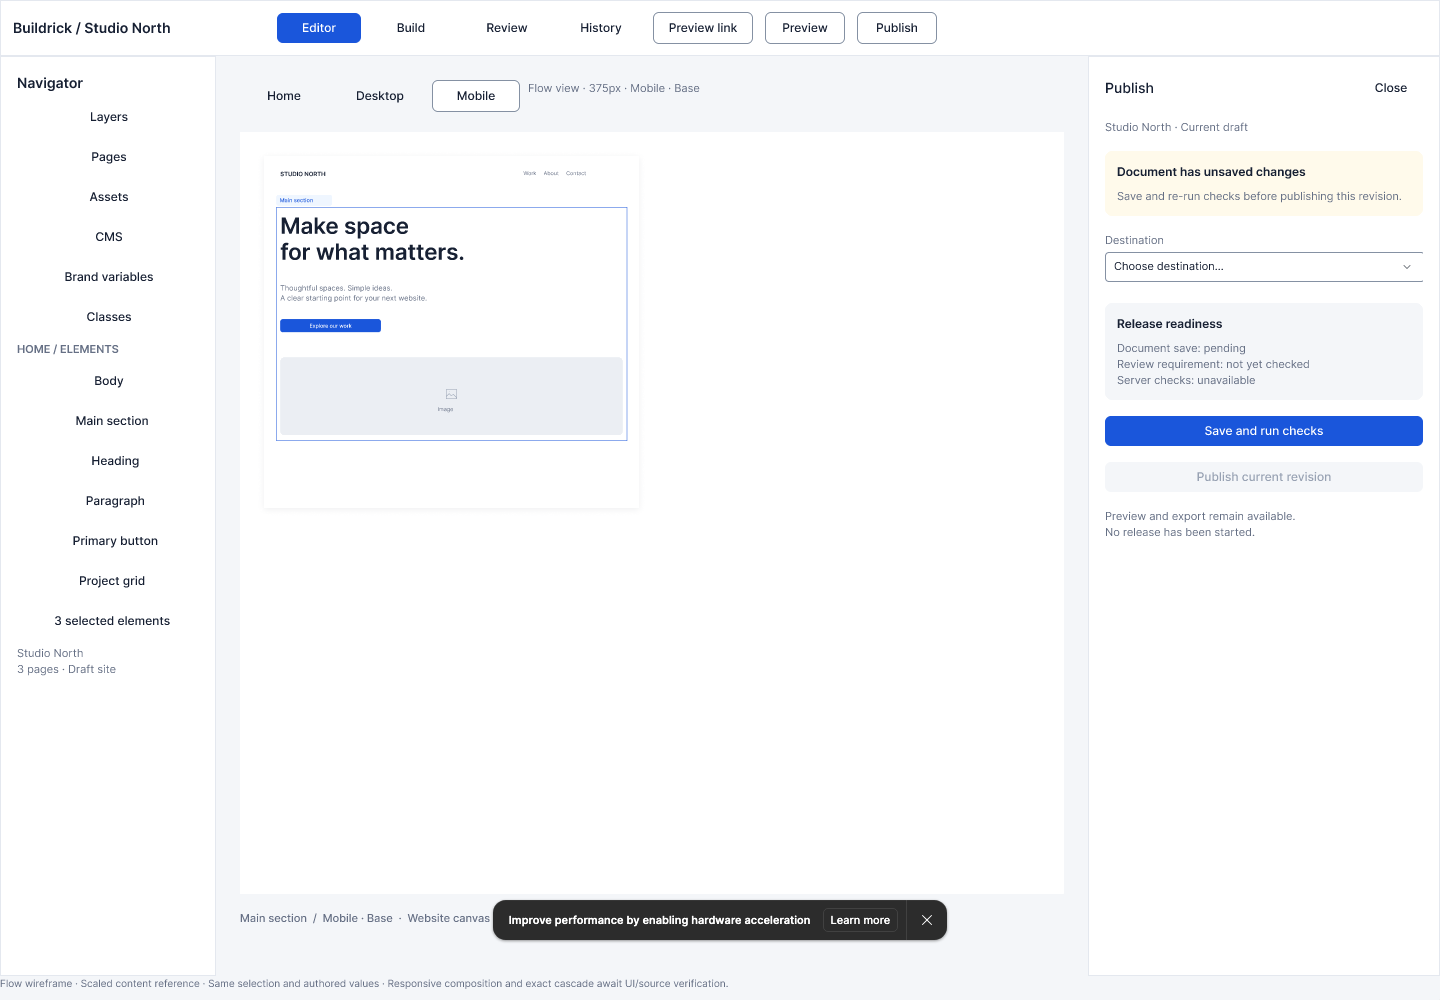 Buildrick / Studio North
Editor
Build
Review
History
Preview link
Preview
Publish
Navigator
Layers
Pages
Assets
CMS
Brand variables
Classes
HOME / ELEMENTS
Body
Main section
Heading
Paragraph
Primary button
Project grid
3 selected elements
Studio North
3 pages · Draft site
Home
Desktop
Mobile
Flow view · 375px · Mobile · Base
STUDIO NORTH
Work
About
Contact
Main section
Make space
for what matters.
Thoughtful spaces. Simple ideas.
A clear starting point for your next website.
Explore our work
Image
Main section / Mobile · Base · Website canvas
Improve performance by enabling hardware acceleration
Learn more
Publish
Close
Studio North · Current draft
Document has unsaved changes
Save and re-run checks before publishing this revision.
Destination
Choose destination...
Release readiness
Document save: pending
Review requirement: not yet checked
Server checks: unavailable
Save and run checks
Publish current revision
Preview and export remain available.
No release has been started.
Flow wireframe · Scaled content reference · Same selection and authored values · Responsive composition and exact cascade await UI/source verification.